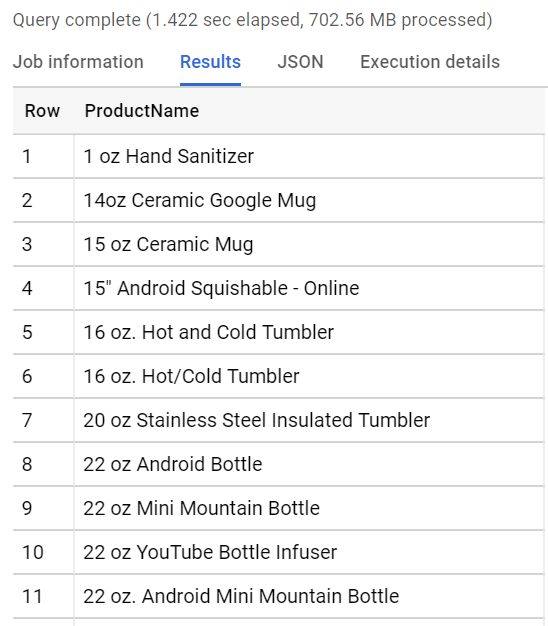 Query complete (1.422 sec elapsed, 702.56 MB processed)
Job information Results JSON Execution details
Row ProductName
1 1 oz Hand Sanitizer
2 14oz Ceramic Google Mug
3 15 oz Ceramic Mug
4 15" Android Squishable - Online
5 16 oz. Hot and Cold Tumbler
6 16 oz. Hot/Cold Tumbler
7 20 oz Stainless Steel Insulated Tumbler
8 22 oz Android Bottle
9 22 oz Mini Mountain Bottle
10 22 oz YouTube Bottle Infuser
11 22 oz. Android Mini Mountain Bottle